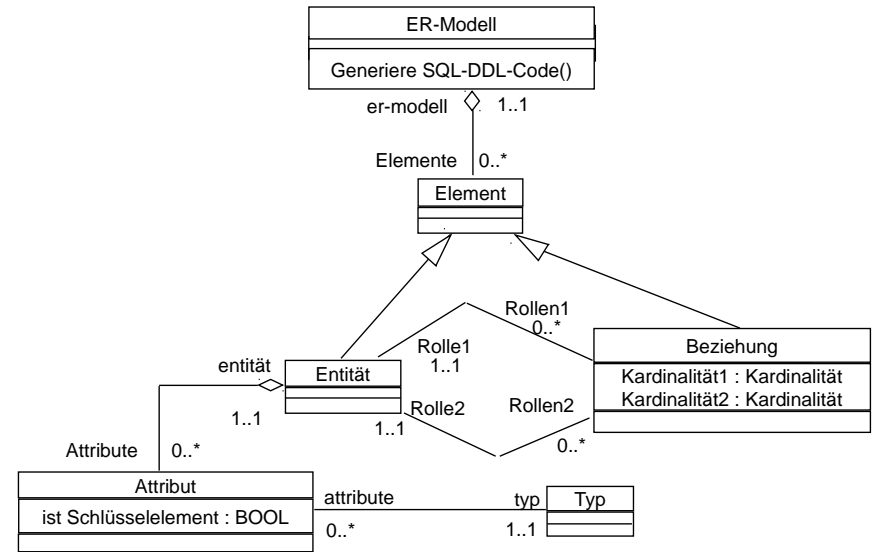 ER-Modell
Generiere SQL-DDL-Code()
er-modell 1..1
Elemente 0..*
Element
Rollen1
0..*
Rolle1
1..1
Beziehung
Kardinalität1 : Kardinalität
Kardinalität2 : Kardinalität
entität
Entität
1..1
1..1
Rolle2
Rollen2
0..*
Attribute 0..*
Attribut
ist Schlüsselelement : BOOL
attribute
0..*
typ
1..1
Typ